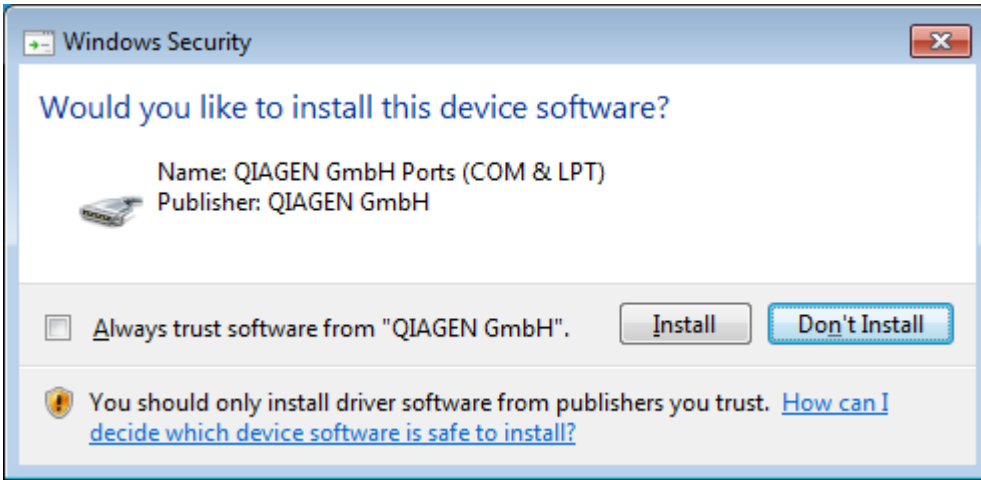 Windows Security
Would you like to install this device software?
Name: QIAGEN GmbH Ports (COM & LPT)
Publisher: QIAGEN GmbH
Always trust software from "QIAGEN GmbH".
Install
Don't Install
You should only install driver software from publishers you trust. How can I
decide which device software is safe to install?